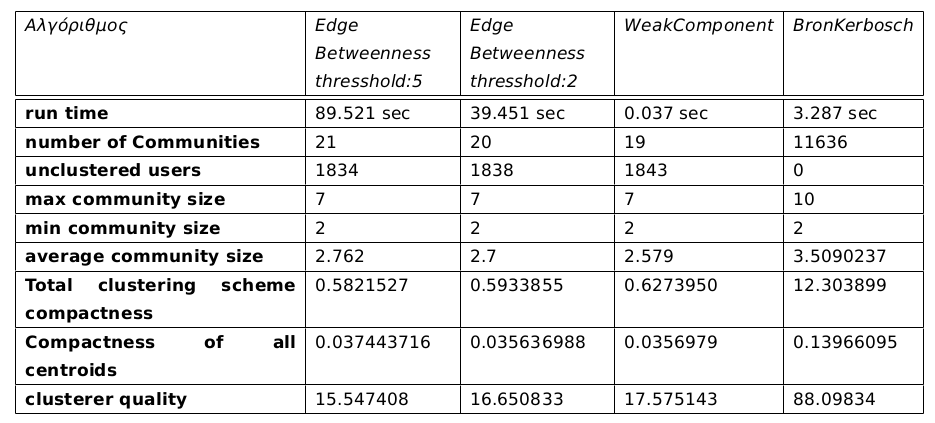 Αλγόριθμος Edge Betweenness thresshold:5 Edge Betweenness thresshold:2 WeakComponent BronKerbosch
run time 89.521 sec 39.451 sec 0.037 sec 3.287 sec
number of Communities 21 20 19 11636
unclustered users 1834 1838 1843 0
max community size 7 7 7 10
min community size 2 2 2 2
average community size 2.762 2.7 2.579 3.5090237
Total clustering scheme compactness 0.5821527 0.5933855 0.6273950 12.303899
Compactness of all centroids 0.037443716 0.035636988 0.0356979 0.13966095
clusterer quality 15.547408 16.650833 17.575143 88.09834